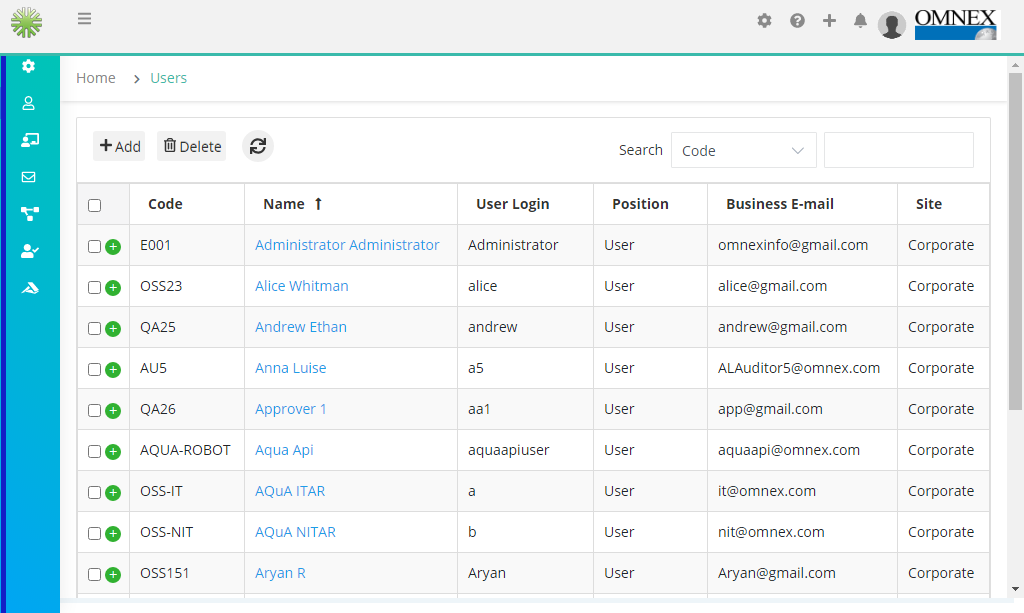 OMNEX
Home > Users
Add Delete Search Code
Code Name ↑ User Login Position Business E-mail Site
E001 Administrator Administrator Administrator User omnexinfo@gmail.com Corporate
OSS23 Alice Whitman alice User alice@gmail.com Corporate
QA25 Andrew Ethan andrew User andrew@gmail.com Corporate
AU5 Anna Luise a5 User ALAuditor5@omnex.com Corporate
QA26 Approver 1 aa1 User app@gmail.com Corporate
AQUA-ROBOT Aqua Api aquaapiuser User aquaapi@omnex.com Corporate
OSS-IT AQuA ITAR a User it@omnex.com Corporate
OSS-NIT AQuA NITAR b User nit@omnex.com Corporate
OSS151 Aryan R Aryan User Aryan@gmail.com Corporate